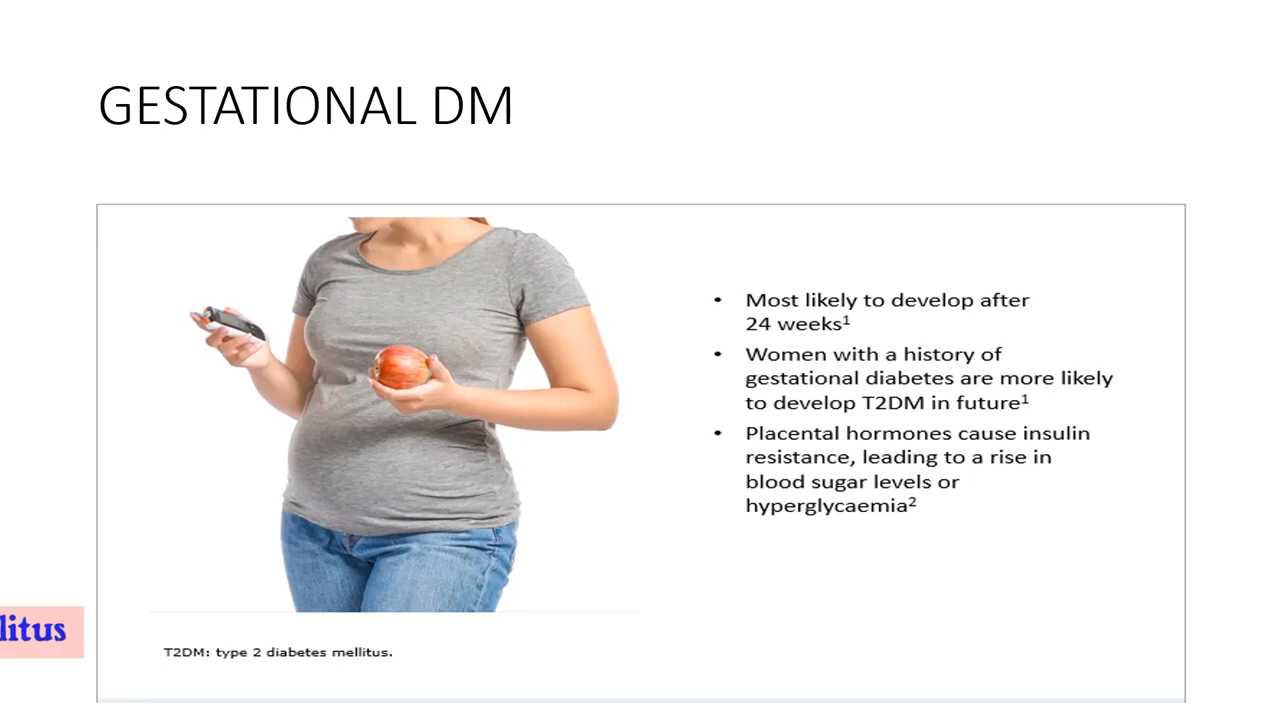 GESTATIONAL DM
• Most likely to develop after
24 weeks¹
• Women with a history of
gestational diabetes are more likely
to develop T2DM in future¹
• Placental hormones cause insulin
resistance, leading to a rise in
blood sugar levels or
hyperglycaemia²
litus
T2DM: type 2 diabetes mellitus.